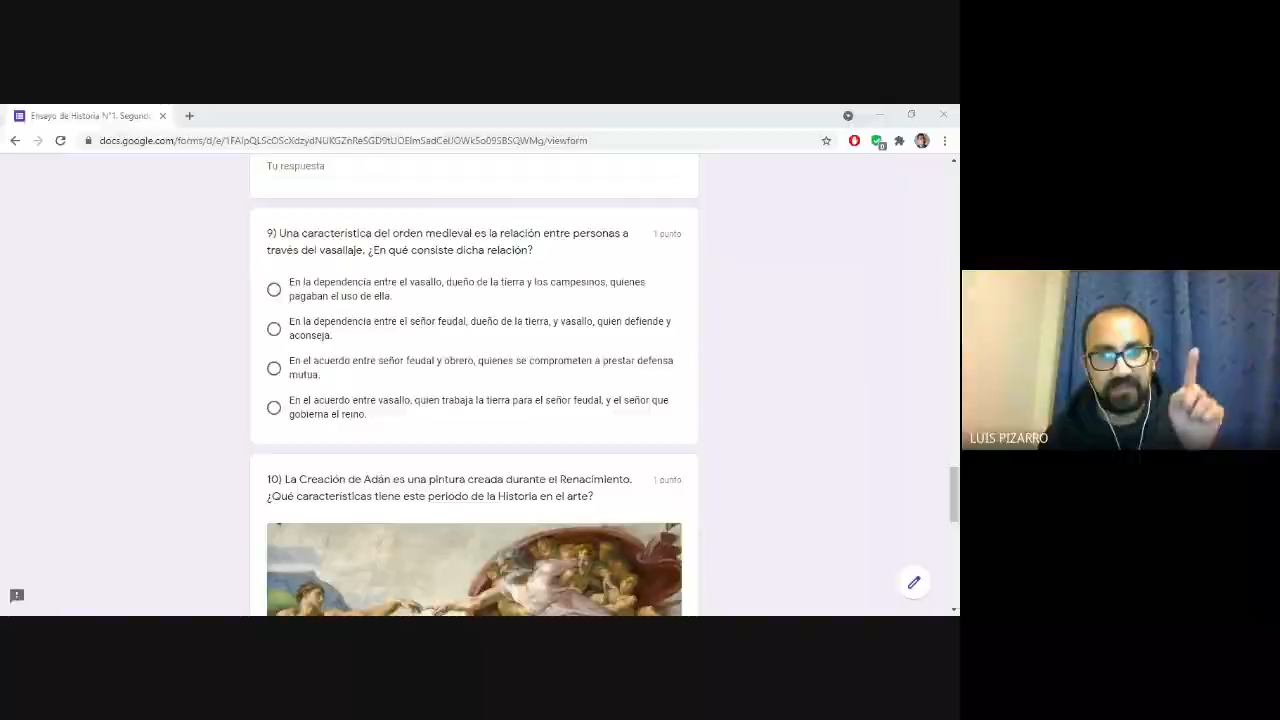 Ensayo de Historia N°1. Segund
docs.google.com/forms/d/e/
/viewform
Tu respuesta
9) Una característica del orden medieval es la relación entre personas a
1 punto
través del vasallaje. ¿En qué consiste dicha relación?
En la dependencia entre el vasallo, dueño de la tierra y los campesinos, quienes
pagaban el uso de ella.
En la dependencia entre el señor feudal, dueño de la tierra, y vasallo, quien defiende y
aconseja.
En el acuerdo entre señor feudal y obrero, quienes se comprometen a prestar defensa
mutua.
En el acuerdo entre vasallo, quien trabaja la tierra para el señor feudal, y el señor que
gobierna el reino.
10) La Creación de Adán es una pintura creada durante el Renacimiento.
1 punto
¿Qué características tiene este periodo de la Historia en el arte?
LUIS PIZARRO